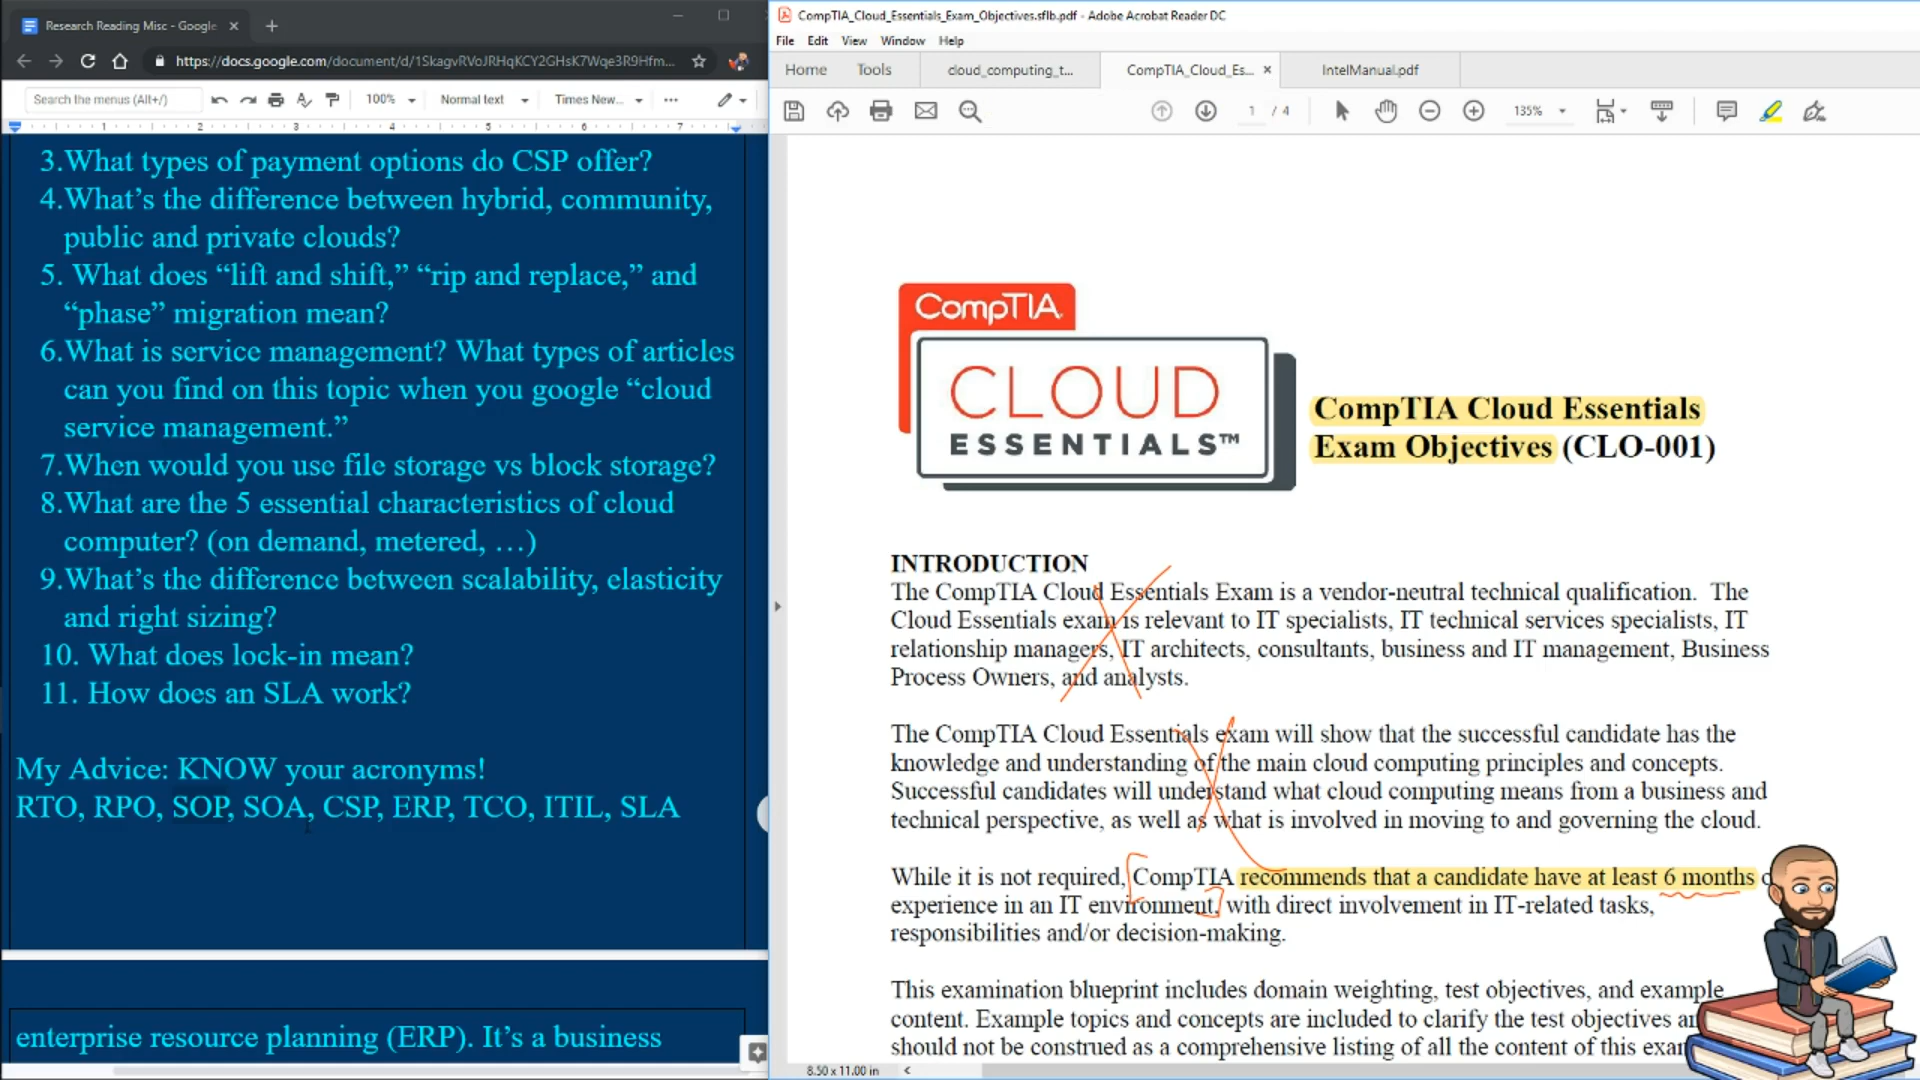 Research Reading Misc - Google
https://docs.google.com/document/d/1SkagvRVoJRHqKCY2GHsK7Wqe3R9Hfm...
Search the menus (Alt+/)
100%
Normal text
Times New...
1 2 3 4 5 6 7
3.What types of payment options do CSP offer?
4.What’s the difference between hybrid, community,
public and private clouds?
5. What does “lift and shift,” “rip and replace,” and
“phase” migration mean?
6.What is service management? What types of articles
can you find on this topic when you google “cloud
service management.”
7.When would you use file storage vs block storage?
8.What are the 5 essential characteristics of cloud
computer? (on demand, metered, …)
9.What’s the difference between scalability, elasticity
and right sizing?
10. What does lock-in mean?
11. How does an SLA work?
My Advice: KNOW your acronyms!
RTO, RPO, SOP, SOA, CSP, ERP, TCO, ITIL, SLA
enterprise resource planning (ERP). It’s a business
CompTIA_Cloud_Essentials_Exam_Objectives.sflb.pdf - Adobe Acrobat Reader DC
File Edit View Window Help
Home Tools cloud_computing_t... CompTIA_Cloud_Es... IntelManual.pdf
1 / 4
135%
CompTIA.
CLOUD
ESSENTIALS™
CompTIA Cloud Essentials
Exam Objectives (CLO-001)
INTRODUCTION
The CompTIA Cloud Essentials Exam is a vendor-neutral technical qualification. The
Cloud Essentials exam is relevant to IT specialists, IT technical services specialists, IT
relationship managers, IT architects, consultants, business and IT management, Business
Process Owners, and analysts.
The CompTIA Cloud Essentials exam will show that the successful candidate has the
knowledge and understanding of the main cloud computing principles and concepts.
Successful candidates will understand what cloud computing means from a business and
technical perspective, as well as what is involved in moving to and governing the cloud.
While it is not required, CompTIA recommends that a candidate have at least 6 months
experience in an IT environment, with direct involvement in IT-related tasks,
responsibilities and/or decision-making.
This examination blueprint includes domain weighting, test objectives, and example
content. Example topics and concepts are included to clarify the test objectives
should not be construed as a comprehensive listing of all the content of this
8.50 x 11.00 in